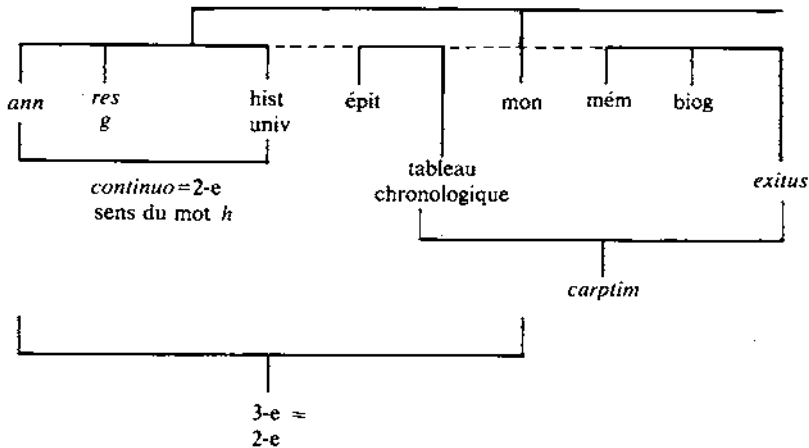 ann res hist épit mon mém biog
g univ
tableau exitus
continuo=2-e chronologique
sens du mot h
carptim
3-e =
2-e